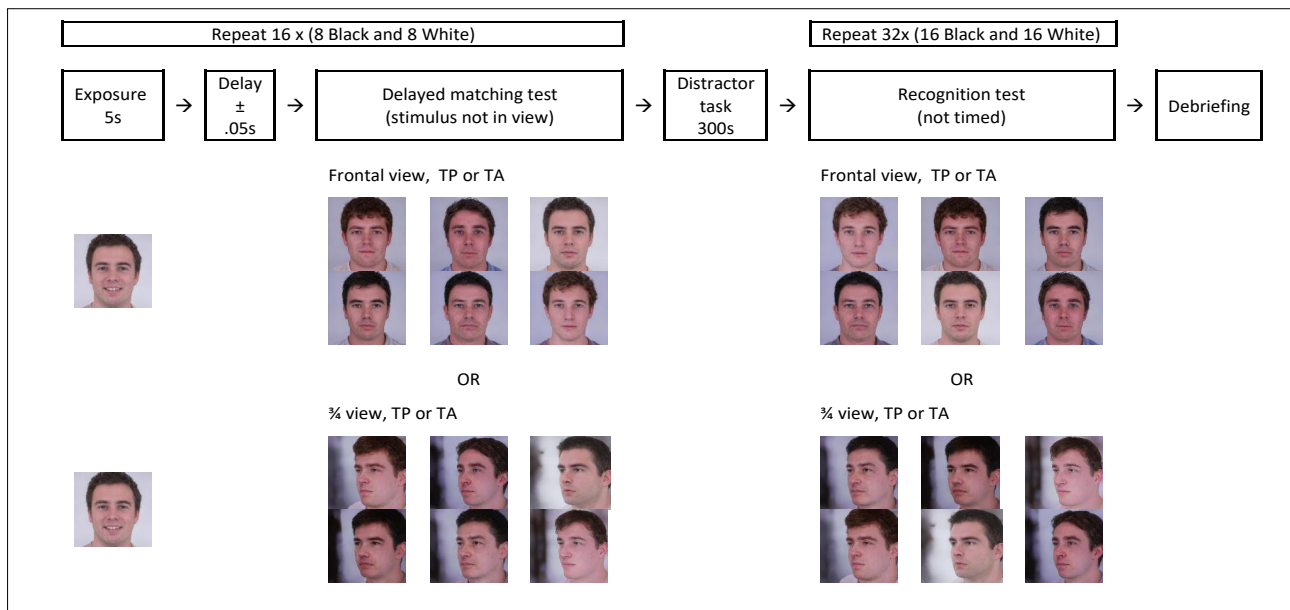 Repeat 16 x (8 Black and 8 White)
Repeat 32x (16 Black and 16 White)
Exposure
5s
→
Delay
±
.05s
→
Delayed matching test
(stimulus not in view)
→
Distractor
task
300s
→
Recognition test
(not timed)
→
Debriefing
Frontal view, TP or TA
Frontal view, TP or TA
OR
OR
¾ view, TP or TA
¾ view, TP or TA